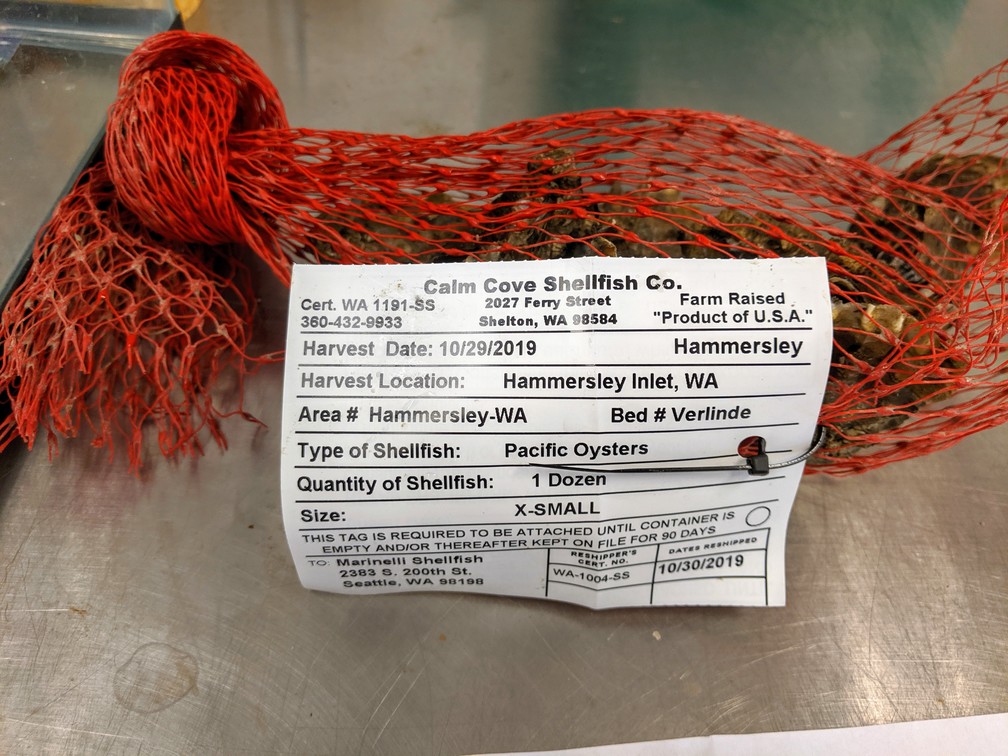 Calm Cove Shellfish Co.
Cert. WA 1191-SS 2027 Ferry Street Farm Raised
360-432-9933 Shelton, WA 98584 "Product of U.S.A."
Harvest Date: 10/29/2019 Hammersley
Harvest Location: Hammersley Inlet, WA
Area # Hammersley-WA Bed # Verlinde
Type of Shellfish: Pacific Oysters
Quantity of Shellfish: 1 Dozen
Size: X-SMALL
THIS TAG IS REQUIRED TO BE ATTACHED UNTIL CONTAINER IS
EMPTY AND/OR THEREAFTER KEPT ON FILE FOR 90 DAYS
TO: Marinelli Shellfish
2383 S. 200th St.
Seattle, WA 98198
RESHIPPER'S
CERT. NO.
WA-1004-SS
DATES RESHIPPED
10/30/2019